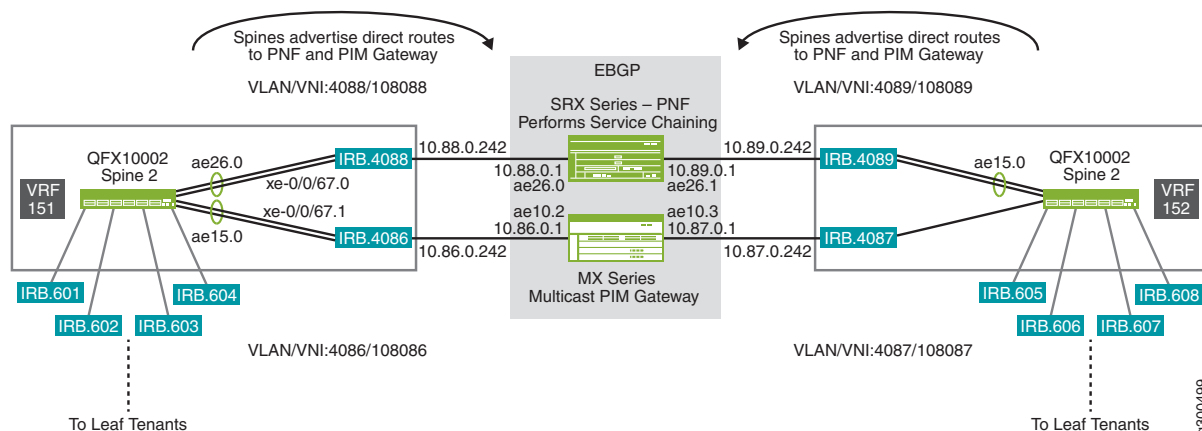 Spines advertise direct routes
to PNF and PIM Gateway
Spines advertise direct routes
to PNF and PIM Gateway
EBGP
VLAN/VNI:4088/108088
VLAN/VNI:4089/108089
SRX Series – PNF
Performs Service Chaining
QFX10002
Spine 2
VRF
151
ae26.0
xe-0/0/67.0
xe-0/0/67.1
ae15.0
IRB.4088
IRB.4086
10.88.0.242
10.88.0.1
ae26.0
10.89.0.1
ae26.1
10.89.0.242
ae10.2
10.86.0.1
ae10.3
10.87.0.1
10.86.0.242
10.87.0.242
MX Series
Multicast PIM Gateway
IRB.4089
IRB.4087
ae15.0
QFX10002
Spine 2
VRF
152
IRB.601
IRB.602
IRB.603
IRB.604
IRB.605
IRB.606
IRB.607
IRB.608
VLAN/VNI:4086/108086
VLAN/VNI:4087/108087
To Leaf Tenants
To Leaf Tenants